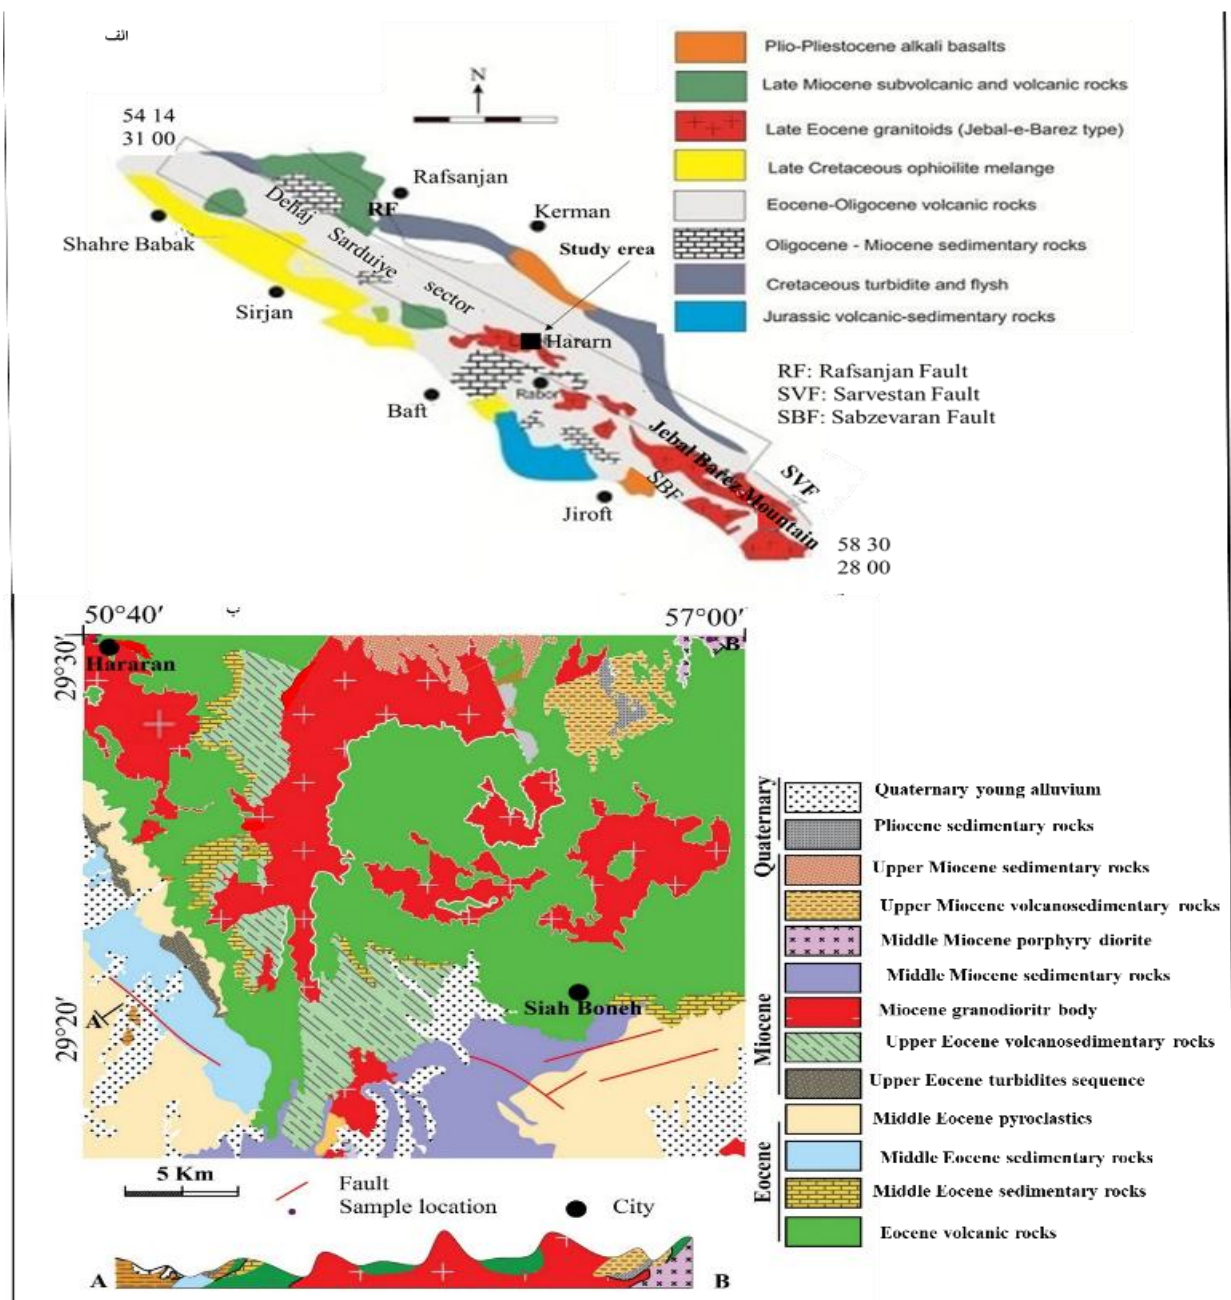 الف
Plio-Pliestocene alkali basalts
Late Miocene subvolcanic and volcanic rocks
Late Eocene granitoids (Jebal-e-Barez type)
Late Cretaceous ophioilite melange
Eocene-Oligocene volcanic rocks
Oligocene - Miocene sedimentary rocks
Cretaceous turbidite and flysh
Jurassic volcanic-sedimentary rocks
RF: Rafsanjan Fault
SVF: Sarvestan Fault
SBF: Sabzevaran Fault
N
54 14
31 00
Rafsanjan
RF
Kerman
Dehaj
Sarduiye
sector
Study erea
Shahre Babak
Sirjan
Hararn
Rabor
Baft
Jebal Barez Mountain
SVF
SBF
Jiroft
58 30
28 00
ب
50°40′
57°00′
29°30′
Hararan
B
29°20′
A
Siah Boneh
Quaternary
Quaternary young alluvium
Pliocene sedimentary rocks
Miocene
Upper Miocene sedimentary rocks
Upper Miocene volcanosedimentary rocks
Middle Miocene porphyry diorite
Middle Miocene sedimentary rocks
Miocene granodioritr body
Upper Eocene volcanosedimentary rocks
Upper Eocene turbidites sequence
Eocene
Middle Eocene pyroclastics
Middle Eocene sedimentary rocks
Middle Eocene sedimentary rocks
Eocene volcanic rocks
5 Km
Fault
Sample location
City
A
B